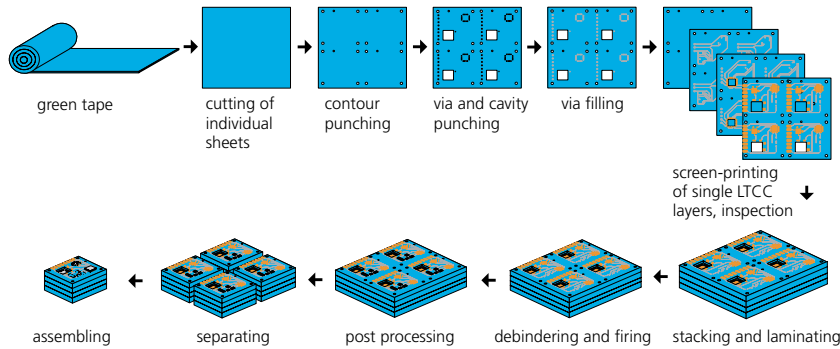 green tape
cutting of
individual
sheets
contour
punching
via and cavity
punching
via filling
screen-printing
of single LTCC
layers, inspection
assembling
separating
post processing
debindering and firing
stacking and laminating